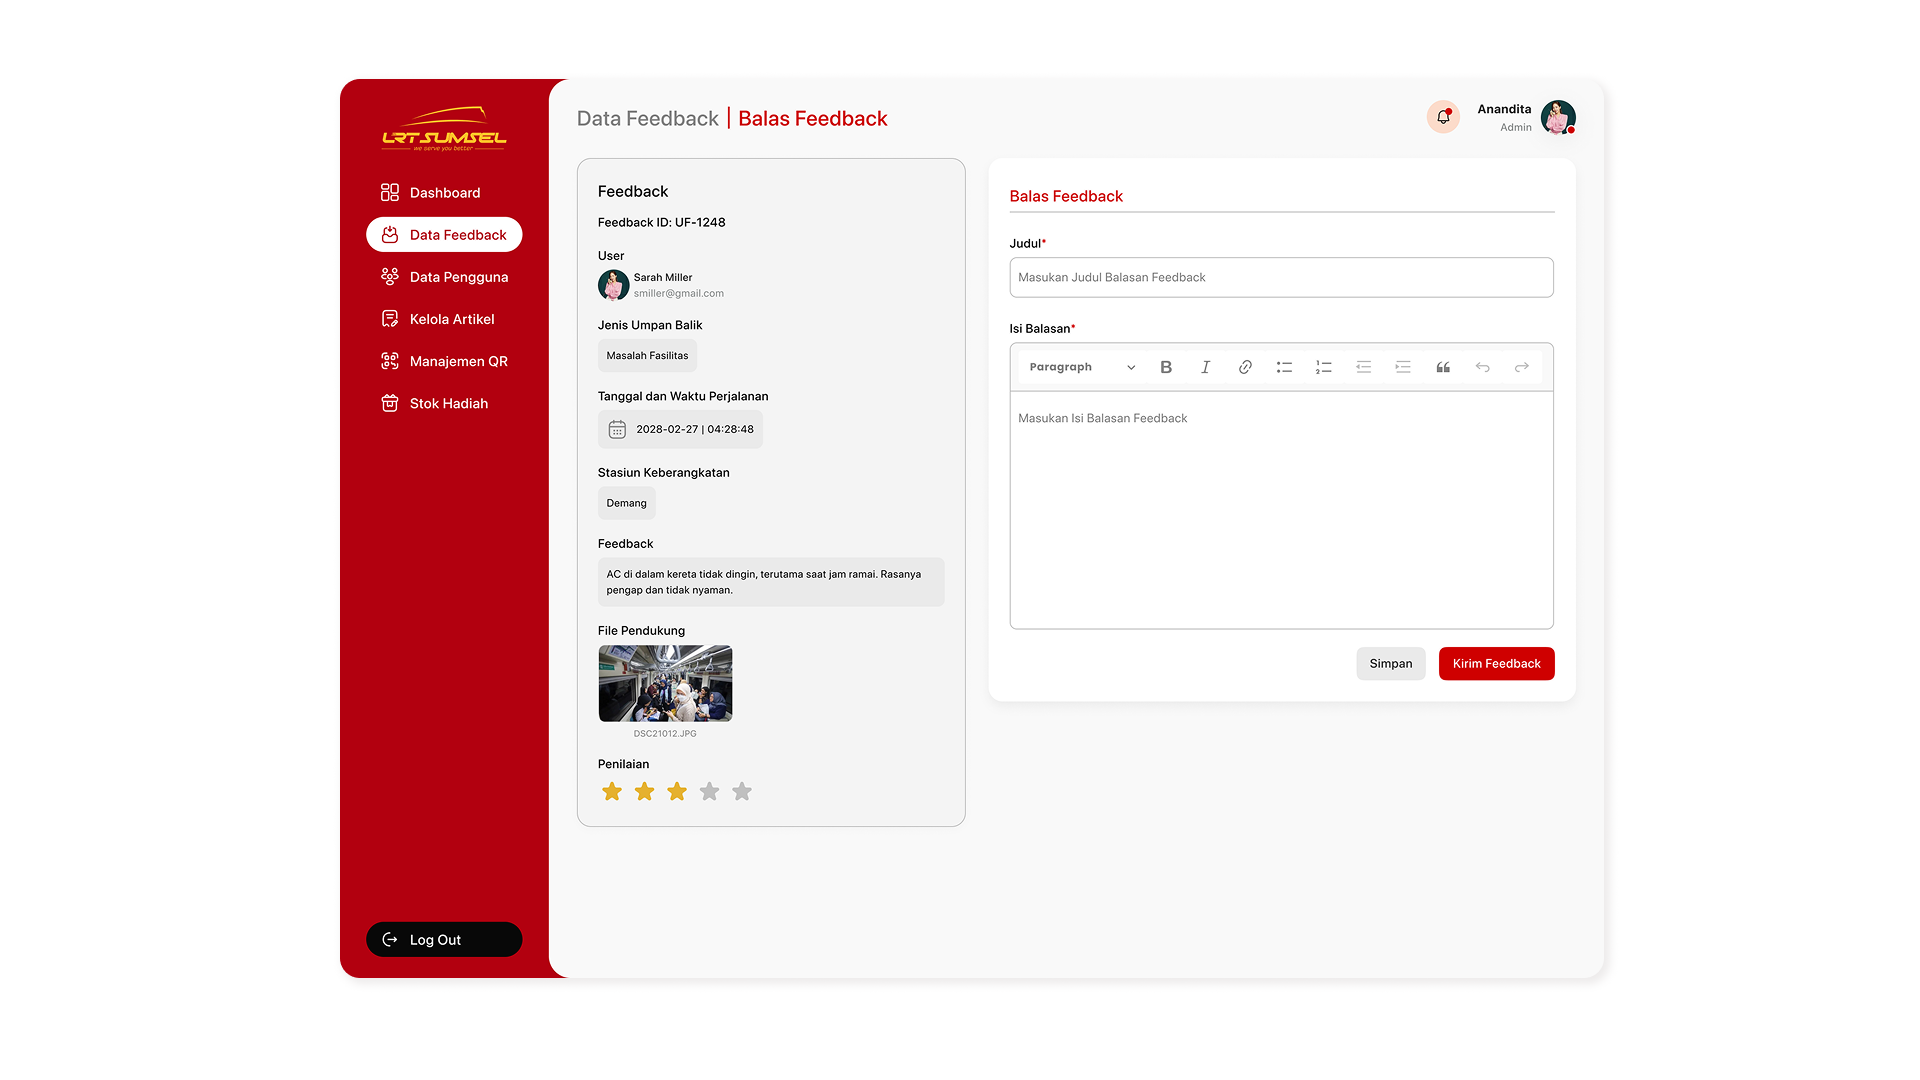 LRT SUMSEL
we serve you better
Dashboard
Data Feedback
Data Pengguna
Kelola Artikel
Manajemen QR
Stok Hadiah
Log Out
Data Feedback | Balas Feedback
Anandita
Admin
Feedback
Feedback ID: UF-1248
User
Sarah Miller
smiller@gmail.com
Jenis Umpan Balik
Masalah Fasilitas
Tanggal dan Waktu Perjalanan
2028-02-27 | 04:28:48
Stasiun Keberangkatan
Demang
Feedback
AC di dalam kereta tidak dingin, terutama saat jam ramai. Rasanya
pengap dan tidak nyaman.
File Pendukung
DSC21012.JPG
Penilaian
Balas Feedback
Judul*
Masukan Judul Balasan Feedback
Isi Balasan*
Paragraph
Masukan Isi Balasan Feedback
Simpan
Kirim Feedback